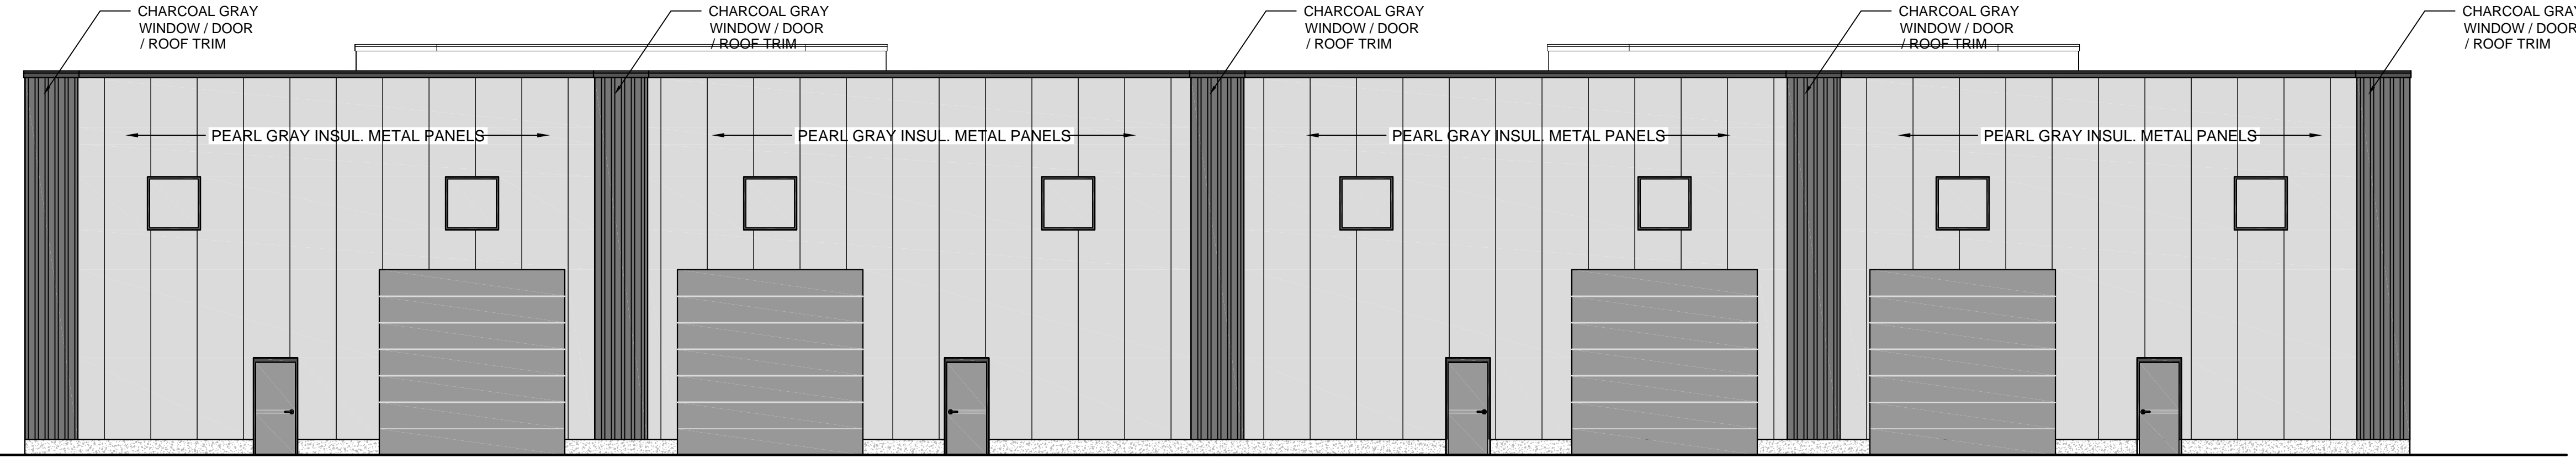 CHARCOAL GRAY
WINDOW / DOOR
/ ROOF TRIM
CHARCOAL GRAY
WINDOW / DOOR
/ ROOF TRIM
CHARCOAL GRAY
WINDOW / DOOR
/ ROOF TRIM
CHARCOAL GRAY
WINDOW / DOOR
/ ROOF TRIM
CHARCOAL GRAY
WINDOW / DOOR
/ ROOF TRIM
PEARL GRAY INSUL. METAL PANELS
PEARL GRAY INSUL. METAL PANELS
PEARL GRAY INSUL. METAL PANELS
PEARL GRAY INSUL. METAL PANELS